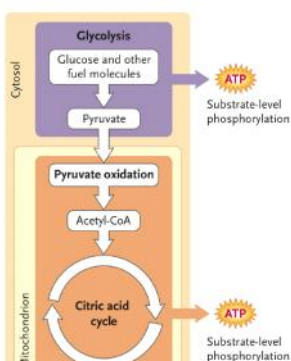 Glycolysis
Glucose and other
fuel molecules
Pyruvate
Cytosol
ATP
Substrate-level
phosphorylation
Pyruvate oxidation
Acetyl-CoA
Citric acid
cycle
Mitochondrion
ATP
Substrate-level
phosphorylation